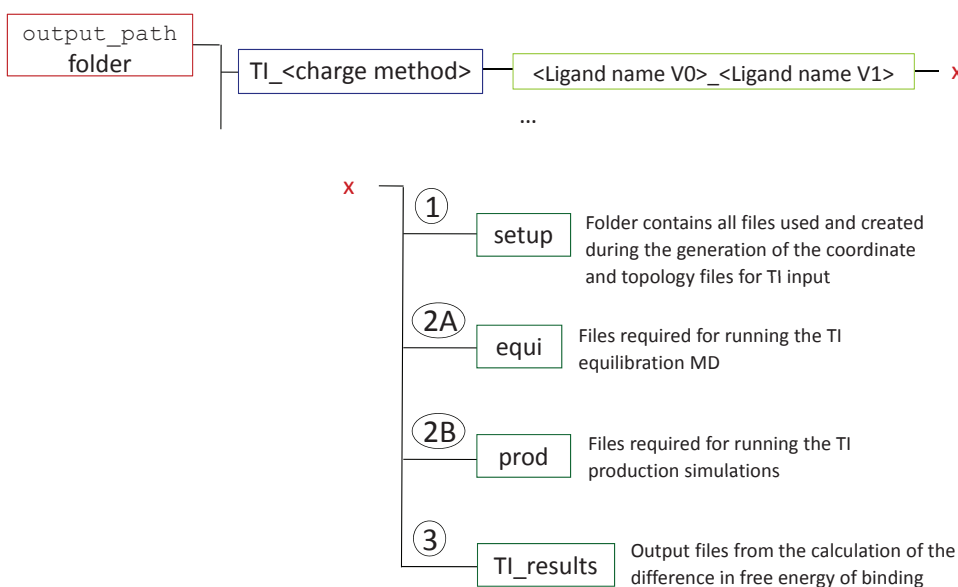 output_path
folder
TI_<charge method>
<Ligand name V0>_<Ligand name V1>
x
...
x
1
setup
Folder contains all files used and created
during the generation of the coordinate
and topology files for TI input
2A
equi
Files required for running the TI
equilibration MD
2B
prod
Files required for running the TI
production simulations
3
TI_results
Output files from the calculation of the
difference in free energy of binding